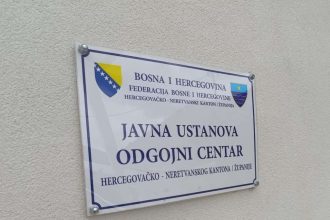 BOSNA I HERCEGOVINA
FEDERACIJA BOSNE I HERCEGOVINE
HERCEGOVAČKO - NERETVANSKI KANTON / ŽUPANIJA
JAVNA USTANOVA
ODGOJNI CENTAR
HERCEGOVAČKO - NERETVANSKOG KANTONA / ŽUPANIJE